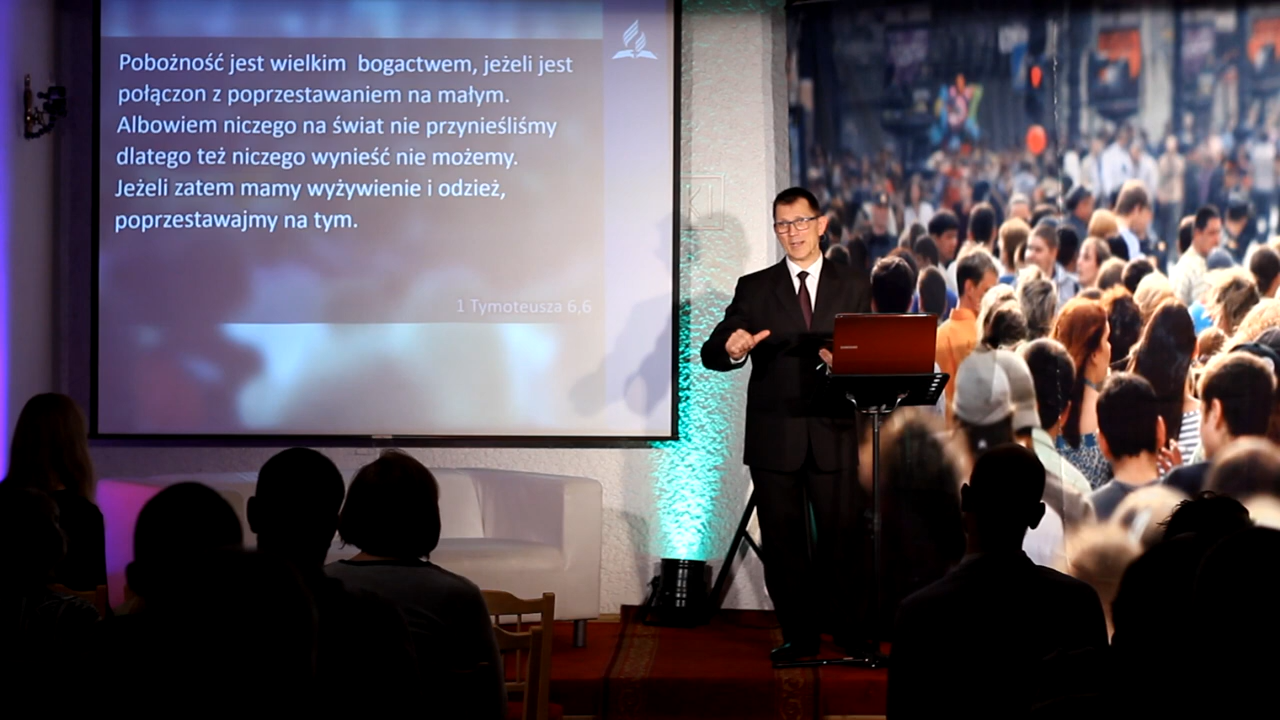 Pobożność jest wielkim bogactwem, jeżeli jest
połączon z poprzestawaniem na małym.
Albowiem niczego na świat nie przynieśliśmy
dlatego też niczego wynieść nie możemy.
Jeżeli zatem mamy wyżywienie i odzież,
poprzestawajmy na tym.
1 Tymoteusza 6,6
SAMSUNG